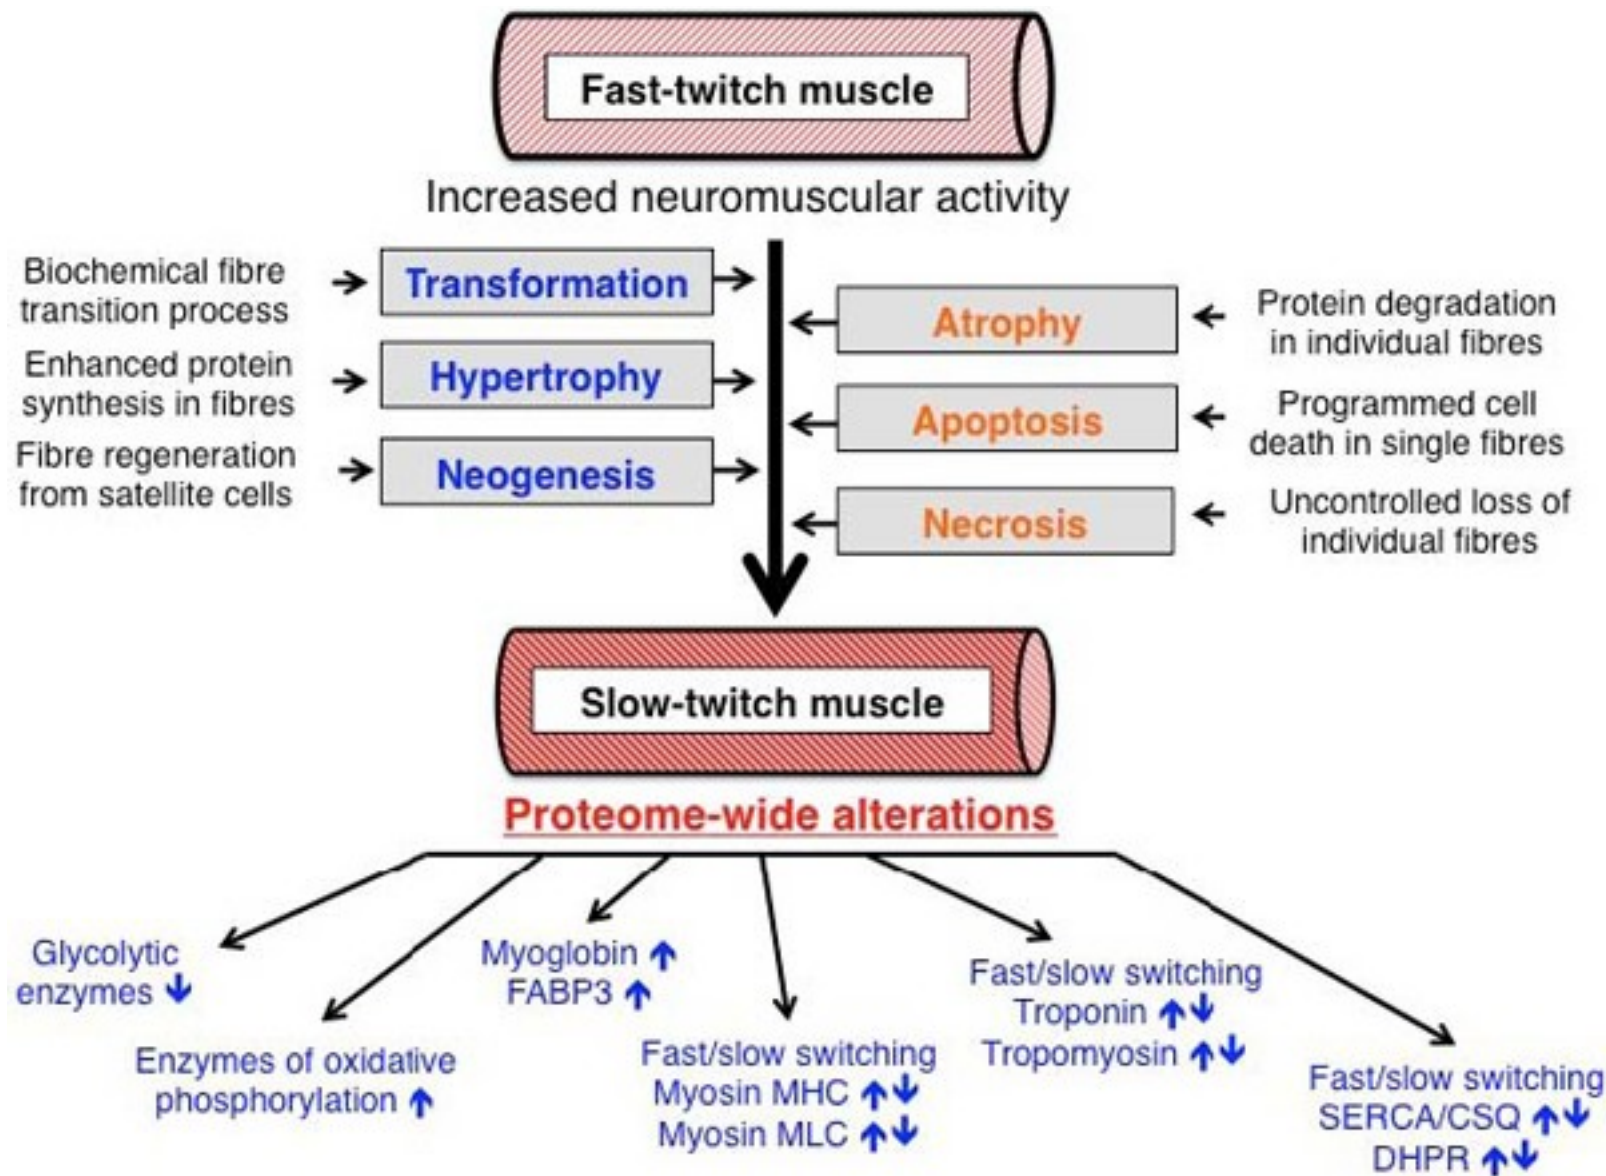 Fast-twitch muscle
Increased neuromuscular activity
Biochemical fibre
transition process
Transformation
Enhanced protein
synthesis in fibres
Hypertrophy
Fibre regeneration
from satellite cells
Neogenesis
Atrophy
Protein degradation
in individual fibres
Apoptosis
Programmed cell
death in single fibres
Necrosis
Uncontrolled loss of
individual fibres
Slow-twitch muscle
Proteome-wide alterations
Glycolytic
enzymes ↓
Enzymes of oxidative
phosphorylation ↑
Myoglobin ↑
FABP3 ↑
Fast/slow switching
Myosin MHC ↑↓
Myosin MLC ↑↓
Fast/slow switching
Troponin ↑↓
Tropomyosin ↑↓
Fast/slow switching
SERCA/CSQ ↑↓
DHPR ↑↓